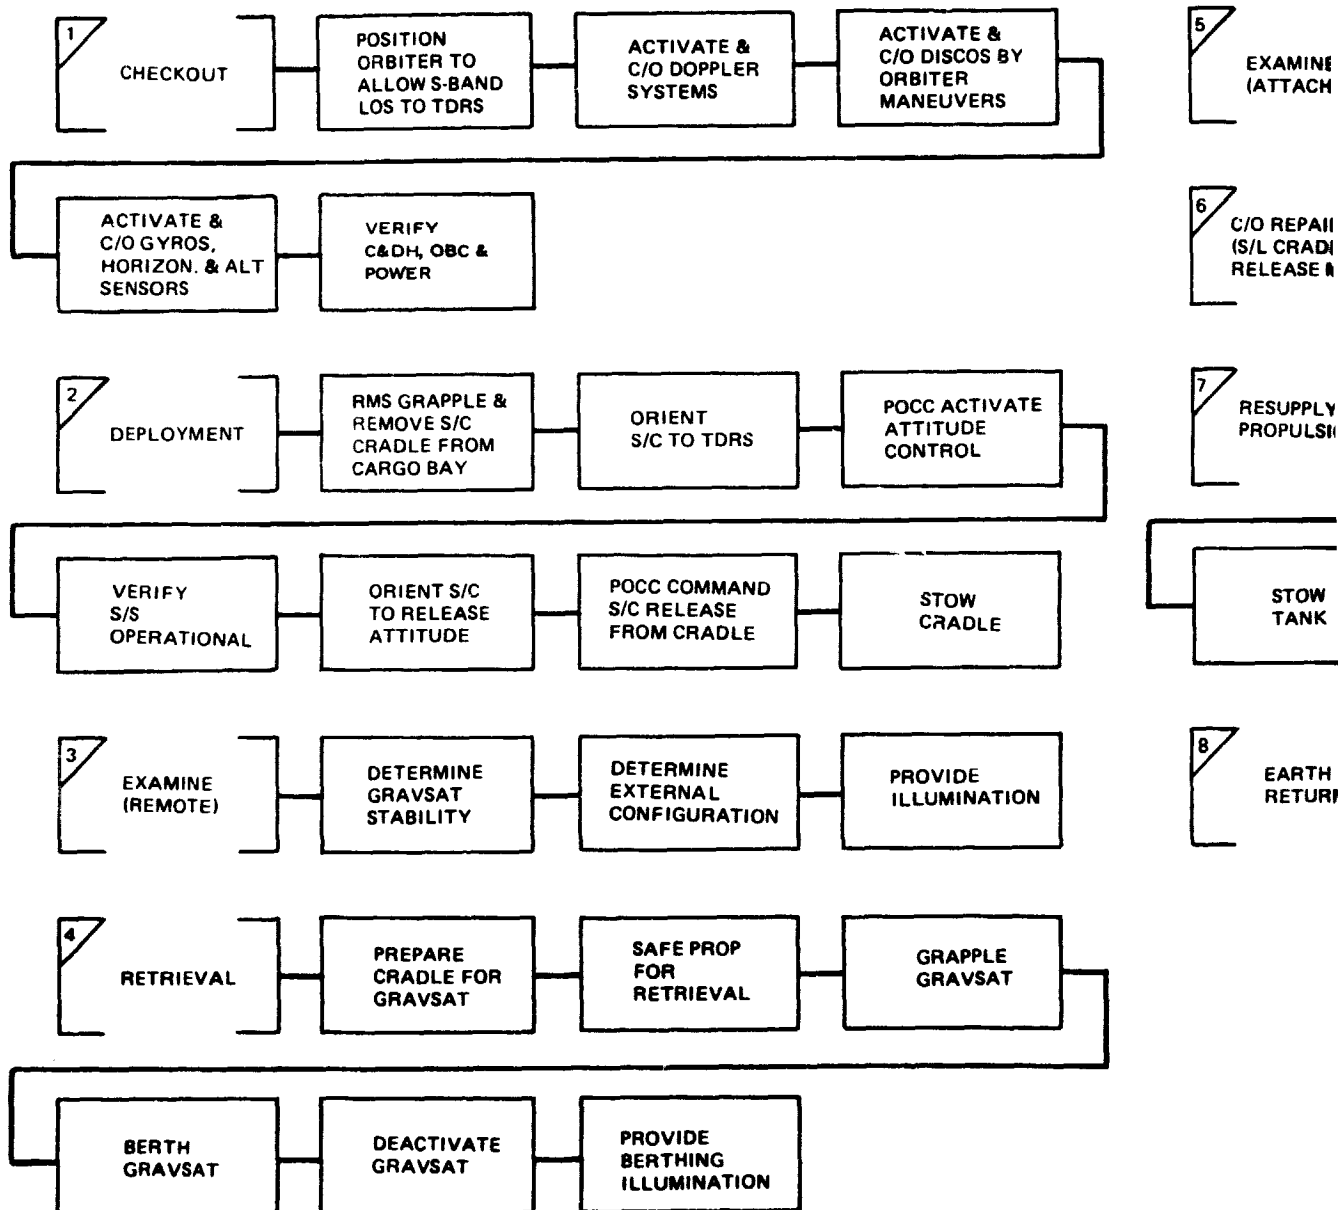 1
CHECKOUT
POSITION
ORBITER TO
ALLOW S-BAND
LOS TO TDRS
ACTIVATE &
C/O DOPPLER
SYSTEMS
ACTIVATE &
C/O DISCOS BY
ORBITER
MANEUVERS
ACTIVATE &
C/O GYROS,
HORIZON. & ALT
SENSORS
VERIFY
C&DH, OBC &
POWER
2
DEPLOYMENT
RMS GRAPPLE &
REMOVE S/C
CRADLE FROM
CARGO BAY
ORIENT
S/C TO TDRS
POCC ACTIVATE
ATTITUDE
CONTROL
VERIFY
S/S
OPERATIONAL
ORIENT S/C
TO RELEASE
ATTITUDE
POCC COMMAND
S/C RELEASE
FROM CRADLE
STOW
CRADLE
3
EXAMINE
(REMOTE)
DETERMINE
GRAVSAT
STABILITY
DETERMINE
EXTERNAL
CONFIGURATION
PROVIDE
ILLUMINATION
4
RETRIEVAL
PREPARE
CRADLE FOR
GRAVSAT
SAFE PROP
FOR
RETRIEVAL
GRAPPLE
GRAVSAT
BERTH
GRAVSAT
DEACTIVATE
GRAVSAT
PROVIDE
BERTHING
ILLUMINATION
5
EXAMINE
(ATTACH
6
C/O
(S/L
RELEASE
7
RESUPPLY
STOW
TANK
8
EARTH